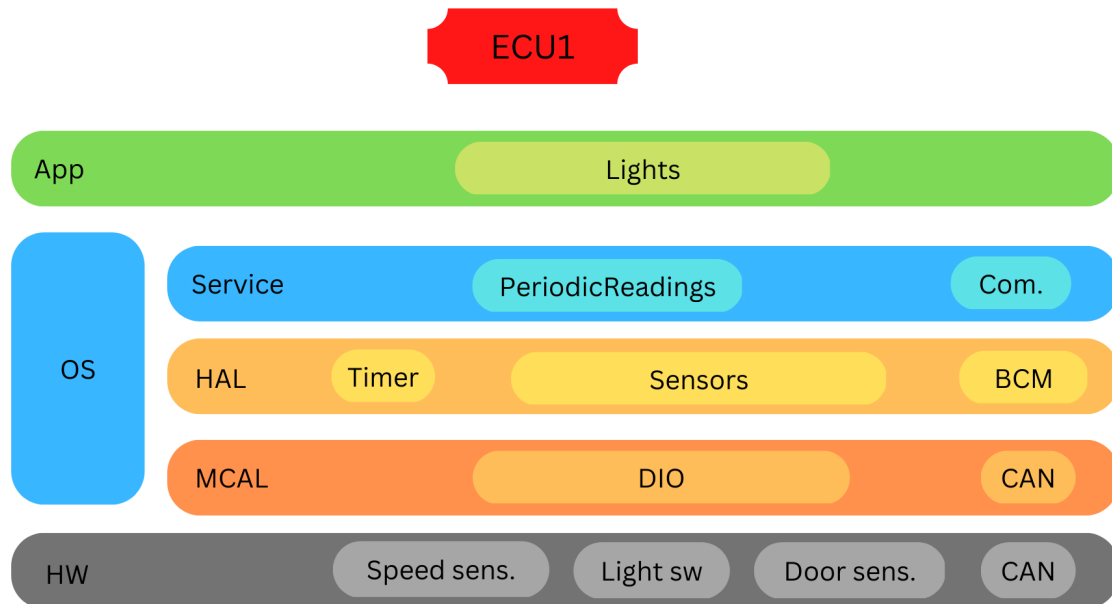 ECU1
App
Lights
OS
Service
PeriodicReadings
Com.
HAL
Timer
Sensors
BCM
MCAL
DIO
CAN
HW
Speed sens.
Light sw
Door sens.
CAN